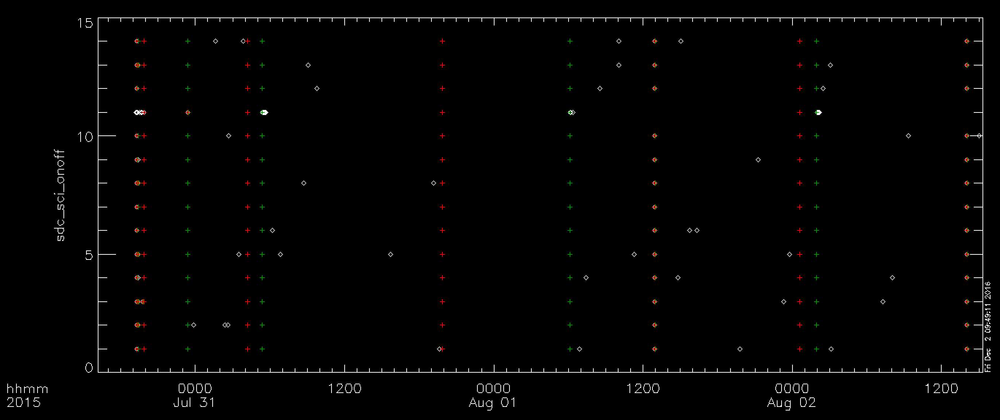 15
10
5
0
sdc_sci_onoff
hhmm
0000
1200
0000
1200
0000
1200
2015
Jul 31
Aug 01
Aug 02
Fri Dec 2 09:49:11 2016